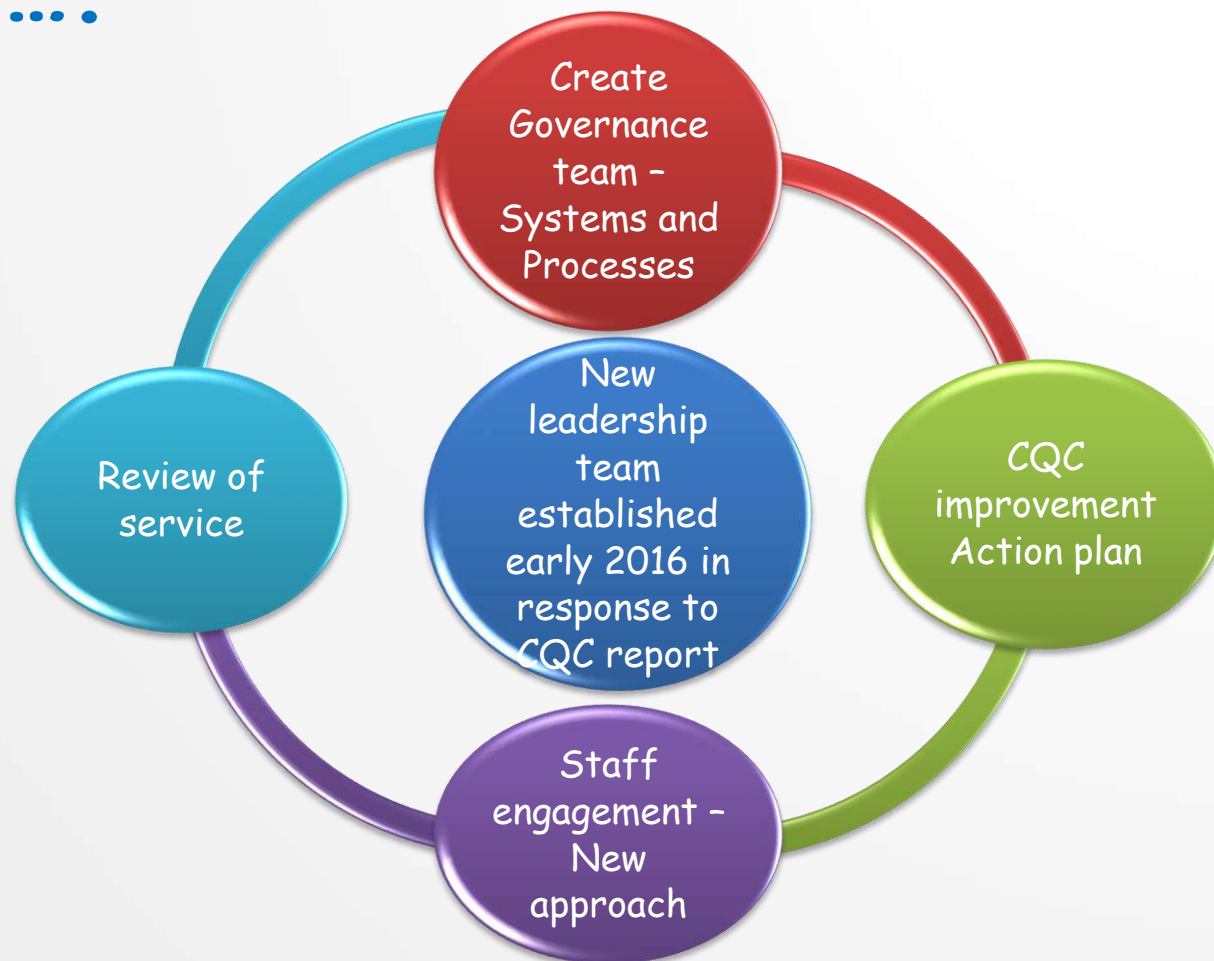 Create
Governance
team –
Systems and
Processes
New
leadership
team
established
early 2016 in
response to
CQC report
CQC
improvement
Action plan
Review of
service
Staff
engagement –
New
approach